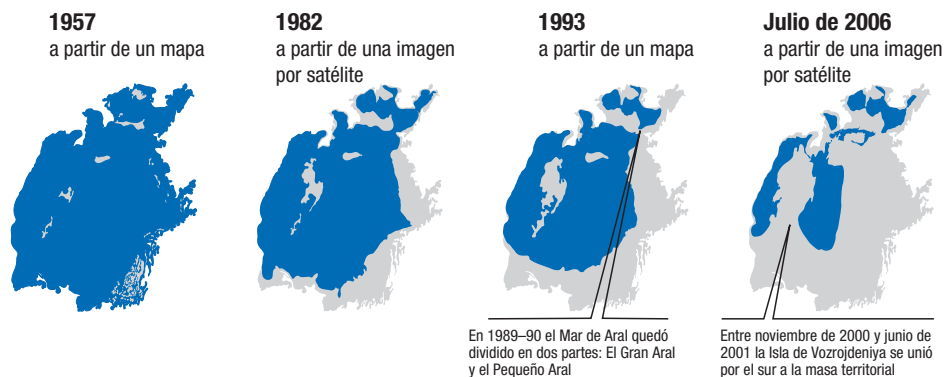 1957
a partir de un mapa
1982
a partir de una imagen
por satélite
1993
a partir de un mapa
Julio de 2006
a partir de una imagen
por satélite
En 1989–90 el Mar de Aral quedó
dividido en dos partes: El Gran Aral
y el Pequeño Aral
Entre noviembre de 2000 y junio de
2001 la Isla de Vozrojdeniya se unió
por el sur a la masa territorial